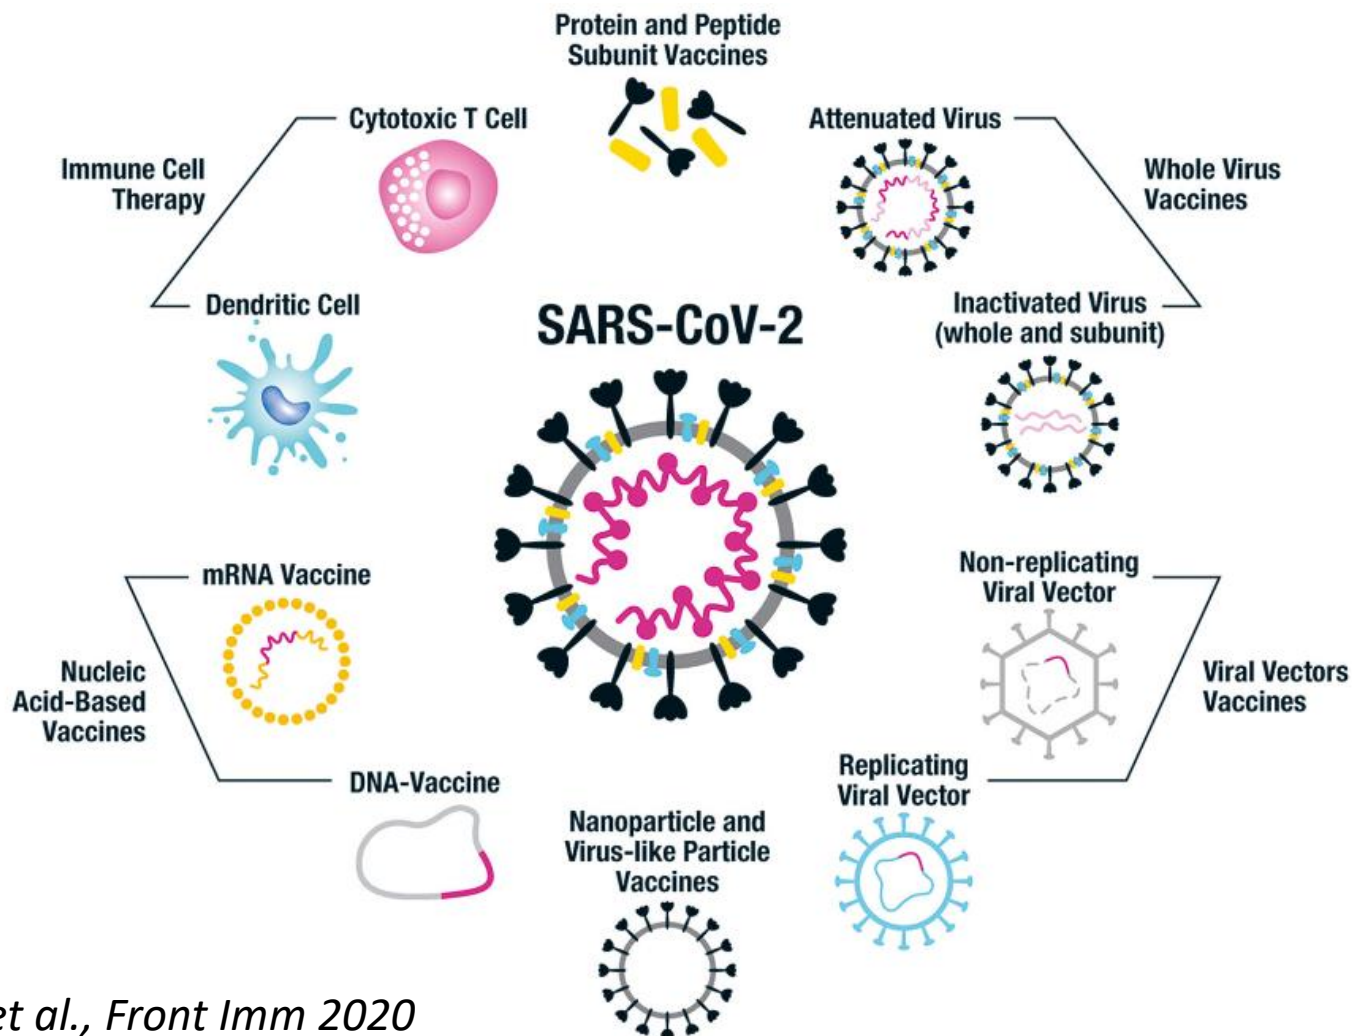 Protein and Peptide
Subunit Vaccines
Cytotoxic T Cell
Attenuated Virus
Immune Cell
Therapy
Whole Virus
Vaccines
Dendritic Cell
Inactivated Virus
(whole and subunit)
SARS-CoV-2
mRNA Vaccine
Non-replicating
Viral Vector
Nucleic
Acid-Based
Vaccines
Viral Vectors
Vaccines
DNA-Vaccine
Replicating
Viral Vector
Nanoparticle and
Virus-like Particle
Vaccines
et al., Front Imm 2020